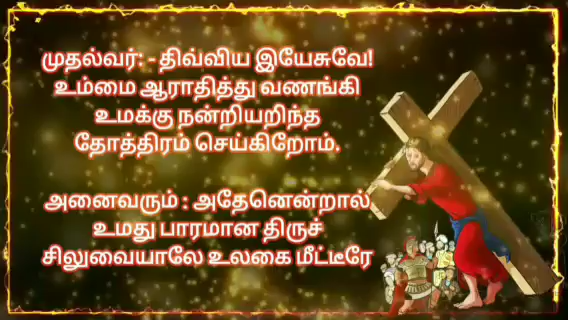 முதல்வர்: - திவ்விய இயேசுவே!
உம்மை ஆராதித்து வணங்கி
உமக்கு நன்றியறிந்த
தோத்திரம் செய்கிறோம்.
அனைவரும் : அதேனென்றால்
உமது பாரமான திருச்
சிலுவையாலே உலகை மீட்டீரே